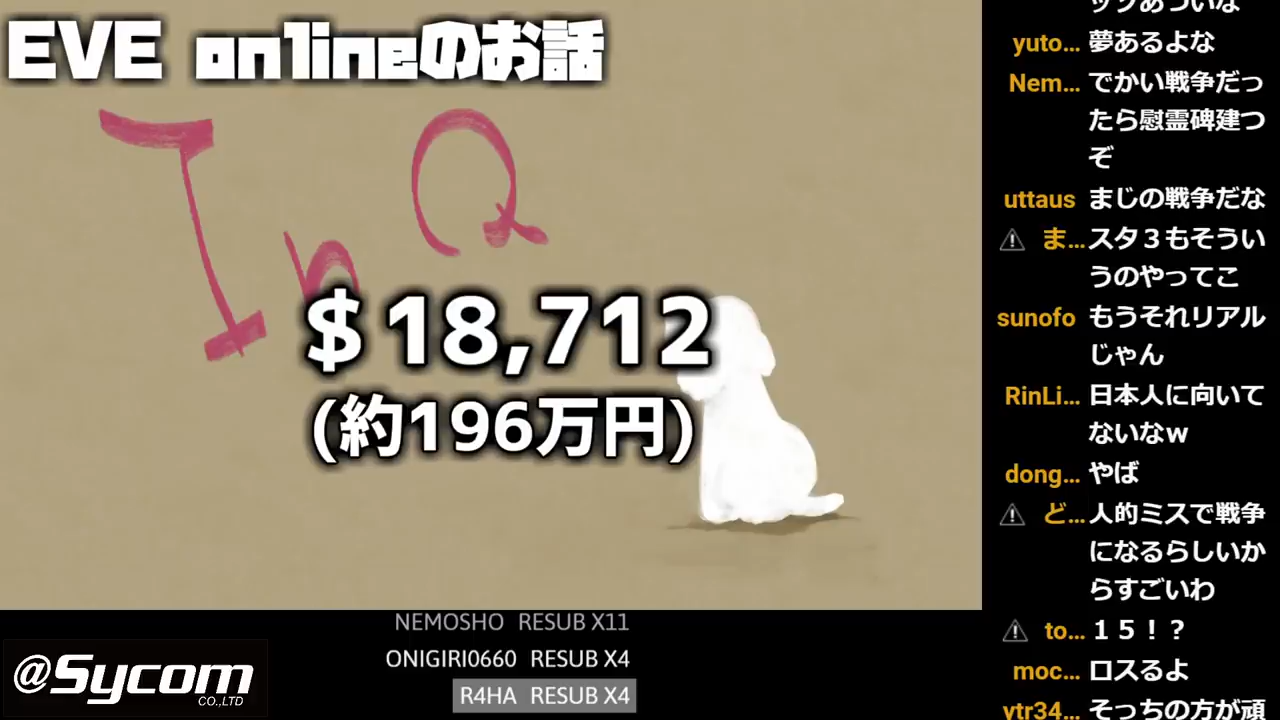 EVE onlineのお話
InQ
$18,712
(約196万円)
ックあついな
yuto… 夢あるよな
Nem… でかい戦争だっ
たら慰霊碑建つ
ぞ
uttaus まじの戦争だな
ま… スタ３もそうい
うのやってこ
sunofo もうそれリアル
じゃん
RinLi… 日本人に向いて
ないなｗ
dong… やば
ど… 人的ミスで戦争
になるらしいか
らすごいわ
to… １５！？
moc… ロスるよ
ytr34… そっちの方が頑
NEMOSHO RESUB X11
ONIGIRI0660 RESUB X4
R4HA RESUB X4
@Sycom
CO.,LTD